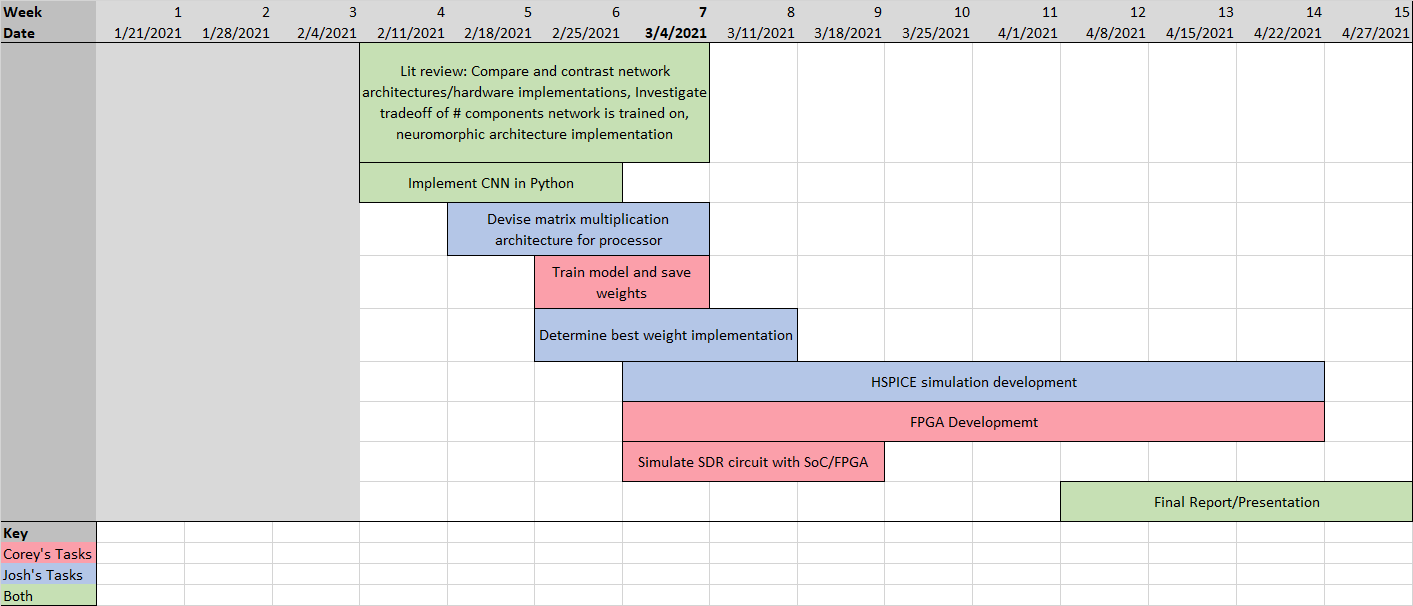 Week 1 2 3 4 5 6 7 8 9 10 11 12 13 14 15
Date 1/21/2021 1/28/2021 2/4/2021 2/11/2021 2/18/2021 2/25/2021 3/4/2021 3/11/2021 3/18/2021 3/25/2021 4/1/2021 4/8/2021 4/15/2021 4/22/2021 4/27/2021
Lit review: Compare and contrast network
architectures/hardware implementations, Investigate
tradeoff of # components network is trained on,
neuromorphic architecture implementation
Implement CNN in Python
Devise matrix multiplication
architecture for processor
Train model and save
weights
Determine best weight implementation
HSPICE simulation development
FPGA Developmemt
Simulate SDR circuit with SoC/FPGA
Final Report/Presentation
Key
Corey's Tasks
Josh's Tasks
Both